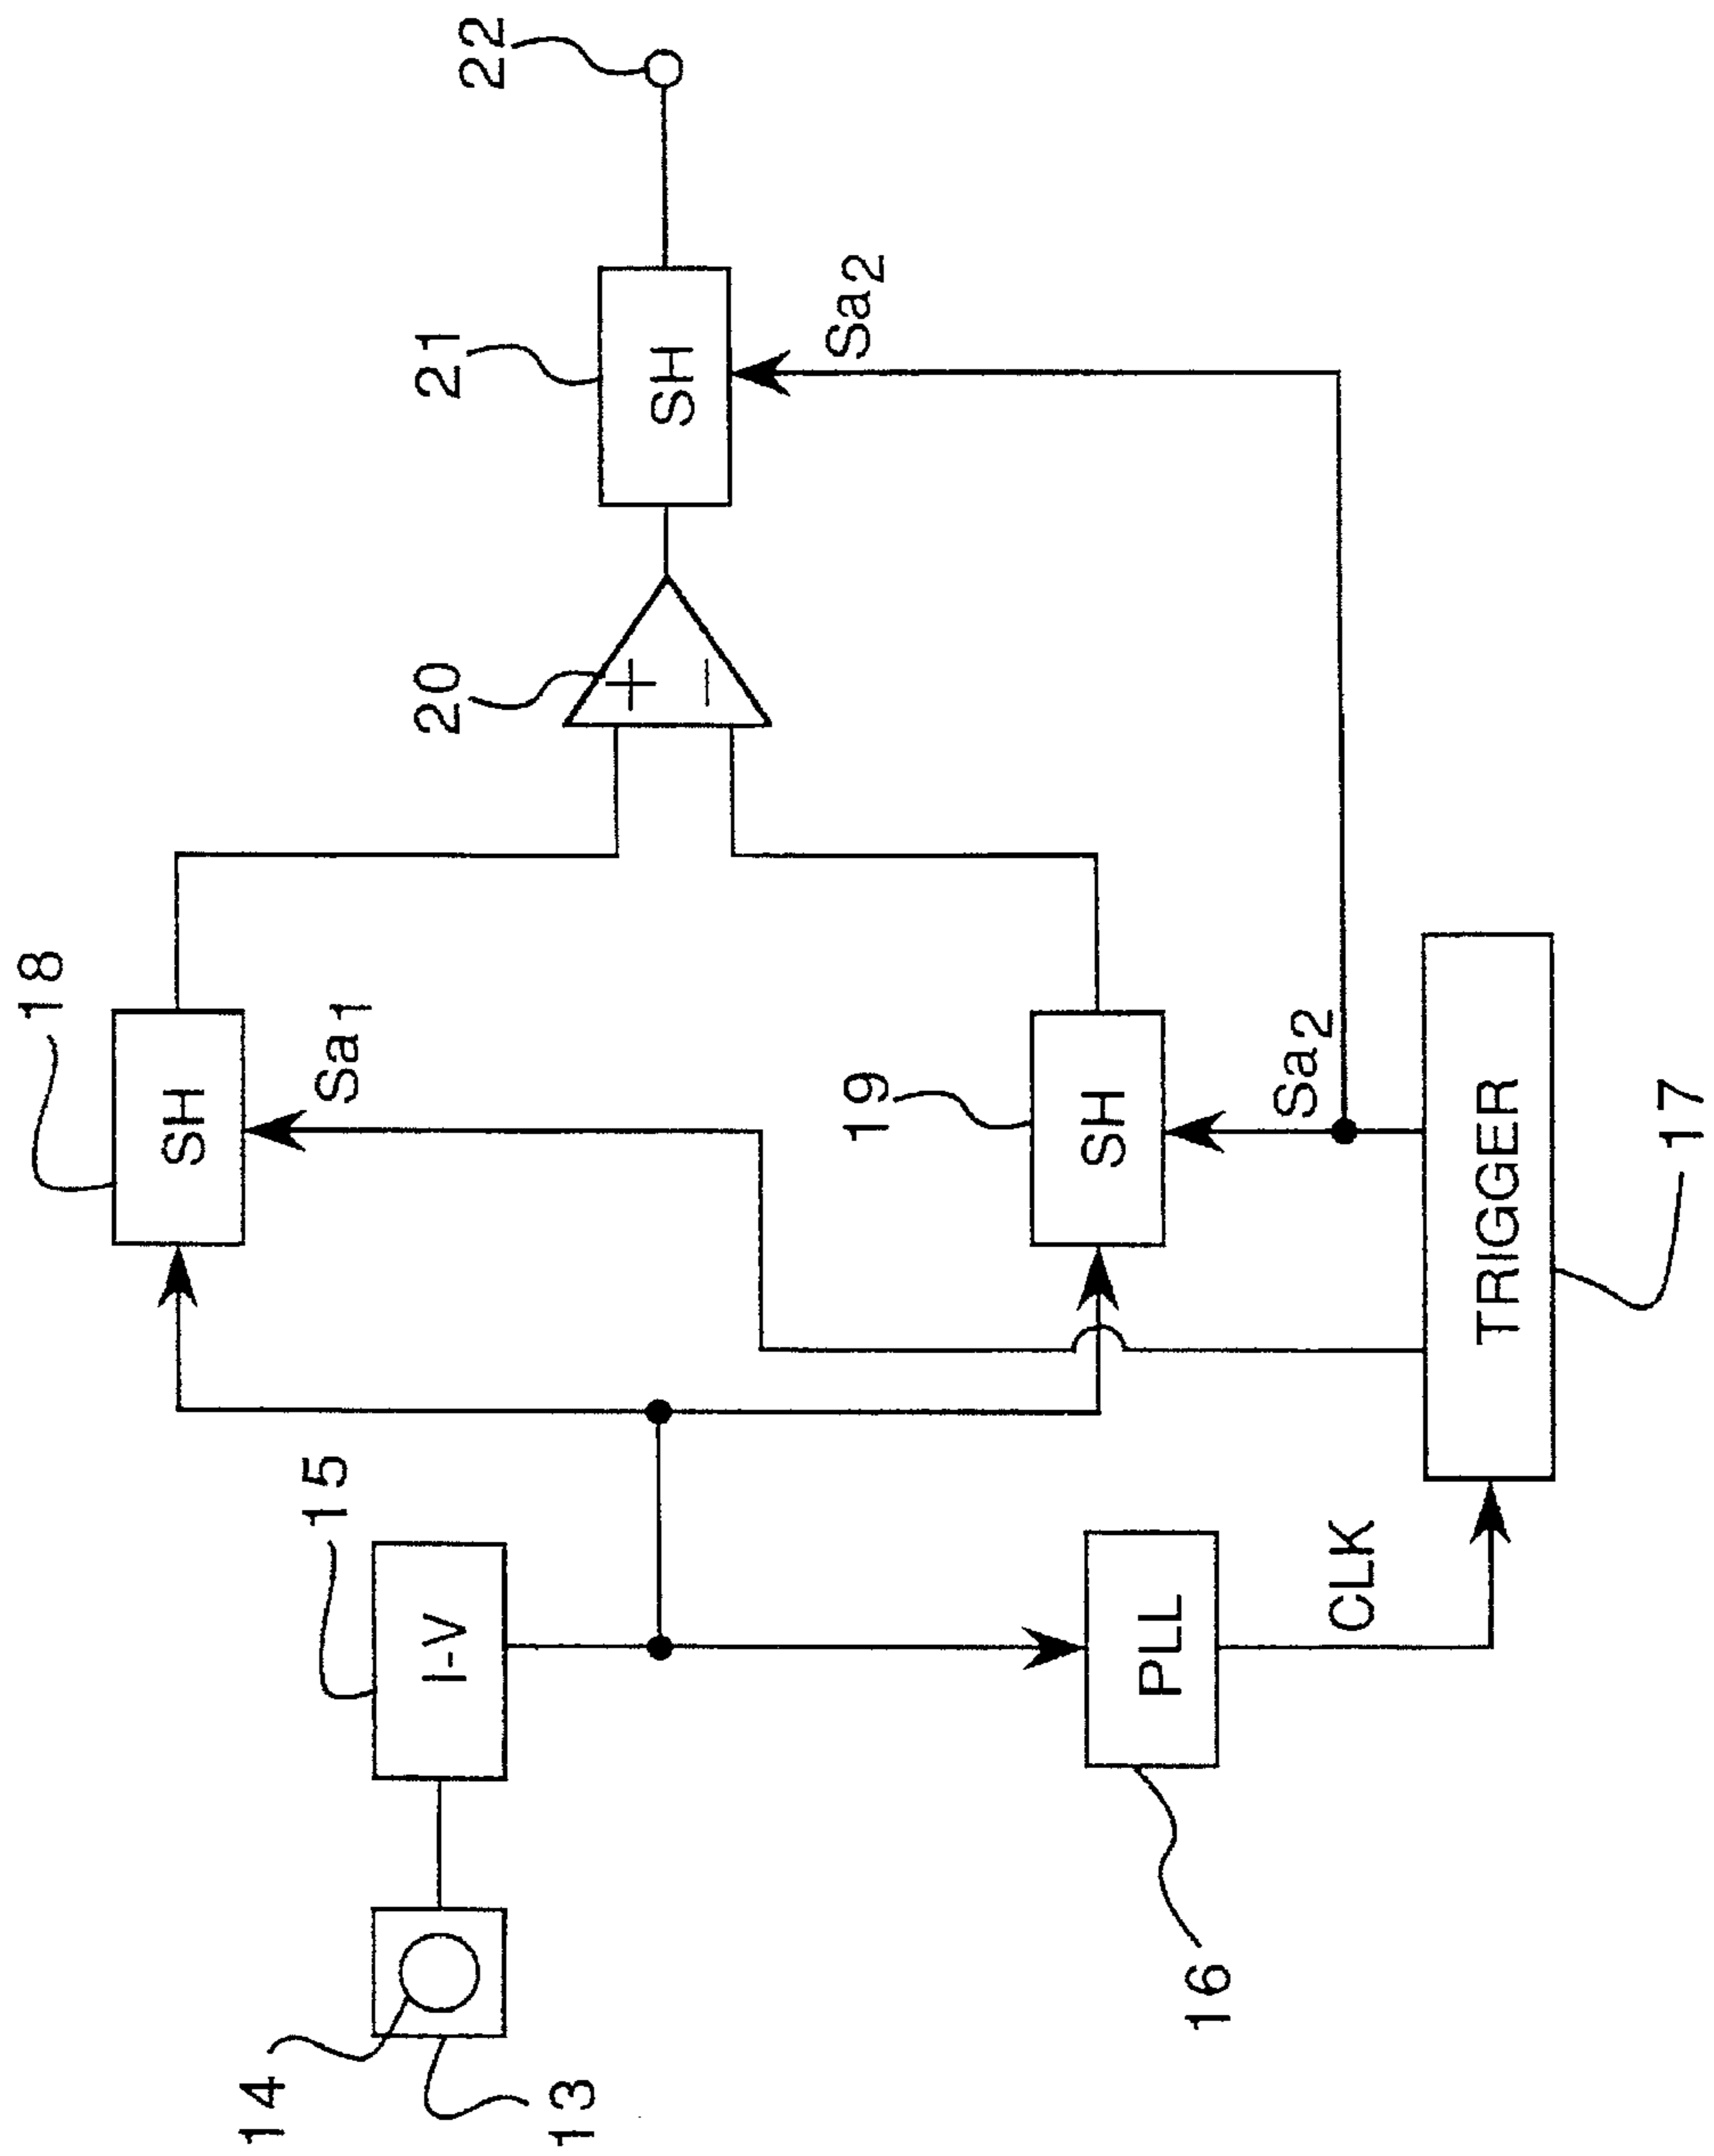 18
SH
Sa1
14
13
15
I-V
20
+
−
21
SH
22
Sa2
19
SH
16
PLL
CLK
Sa2
TRIGGER
17